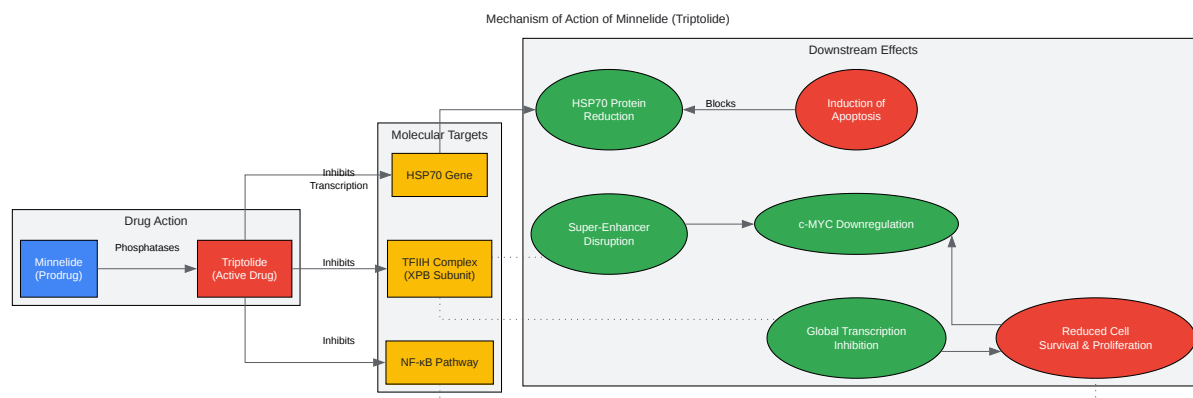 Mechanism of Action of Minnelide (Triptolide)
Downstream Effects
HSP70 Protein
Reduction
Blocks
Induction of
Apoptosis
Molecular Targets
HSP70 Gene
Inhibits
Transcription
Drug Action
Minnelide
(Prodrug)
Phosphatases
Triptolide
(Active Drug)
Inhibits
TFIIH Complex
(XPB Subunit)
Super-Enhancer
Disruption
c-MYC Downregulation
Inhibits
NF-κB Pathway
Global Transcription
Inhibition
Reduced Cell
Survival & Proliferation